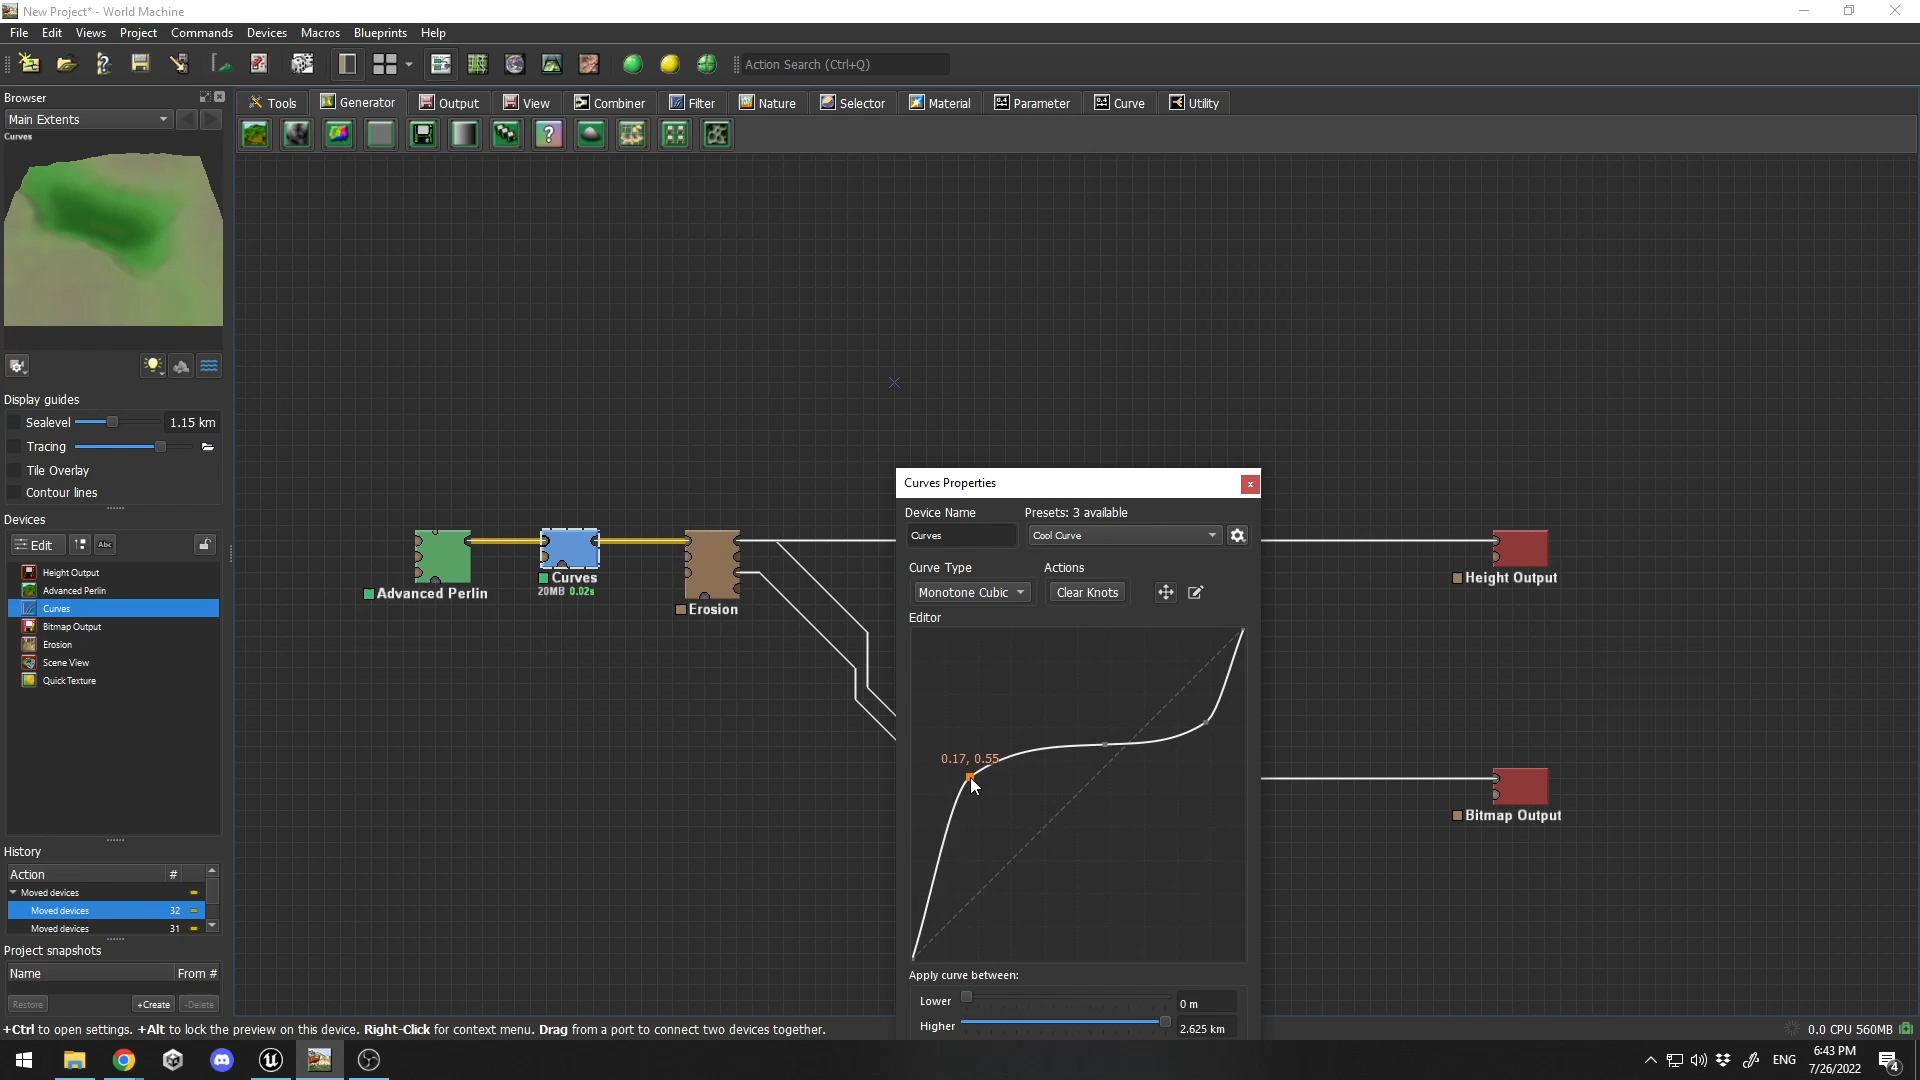 New Project* - World Machine
File Edit Views Project Commands Devices Macros Blueprints Help
Action Search (Ctrl+Q)
Browser
Main Extents
Curves
Tools Generator Output View Combiner Filter Nature Selector Material Parameter Curve Utility
Display guides
Sealevel 1.15 km
Tracing
Tile Overlay
Contour lines
Devices
Edit Abc
Height Output
Advanced Perlin
Curves
Bitmap Output
Erosion
Scene View
Quick Texture
History
Action #
Moved devices
Moved devices 32
Moved devices 31
Project snapshots
Name From #
Restore +Create -Delete
Advanced Perlin
Curves
20MB 0.02s
Erosion
Height Output
Bitmap Output
Curves Properties
Device Name Presets: 3 available
Curves Cool Curve
Curve Type Actions
Monotone Cubic Clear Knots
Editor
0.17, 0.55
Apply curve between:
Lower 0 m
Higher 2.625 km
+Ctrl to open settings. +Alt to lock the preview on this device. Right-Click for context menu. Drag from a port to connect two devices together.
0.0 CPU 560MB
ENG
6:43 PM
7/26/2022
4